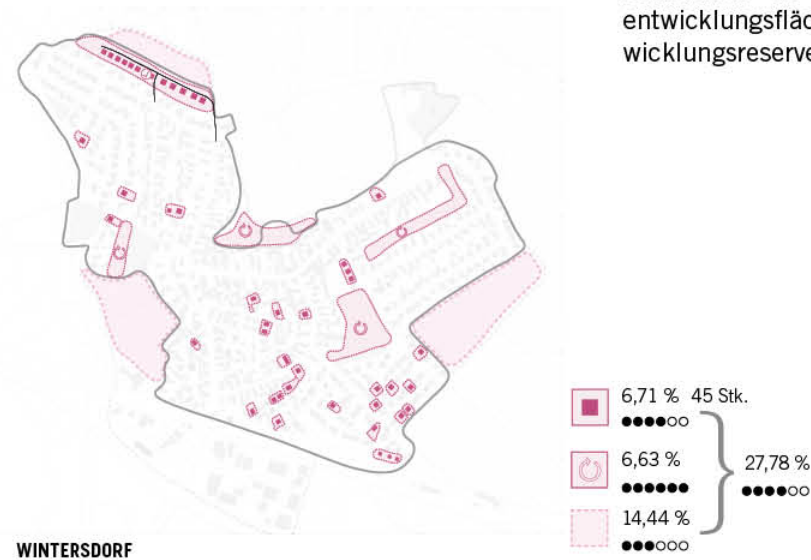 entwicklungsfläc
wicklungsreserve
6,71 % 45 Stk.
6,63 %
27,78 %
14,44 %
WINTERSDORF